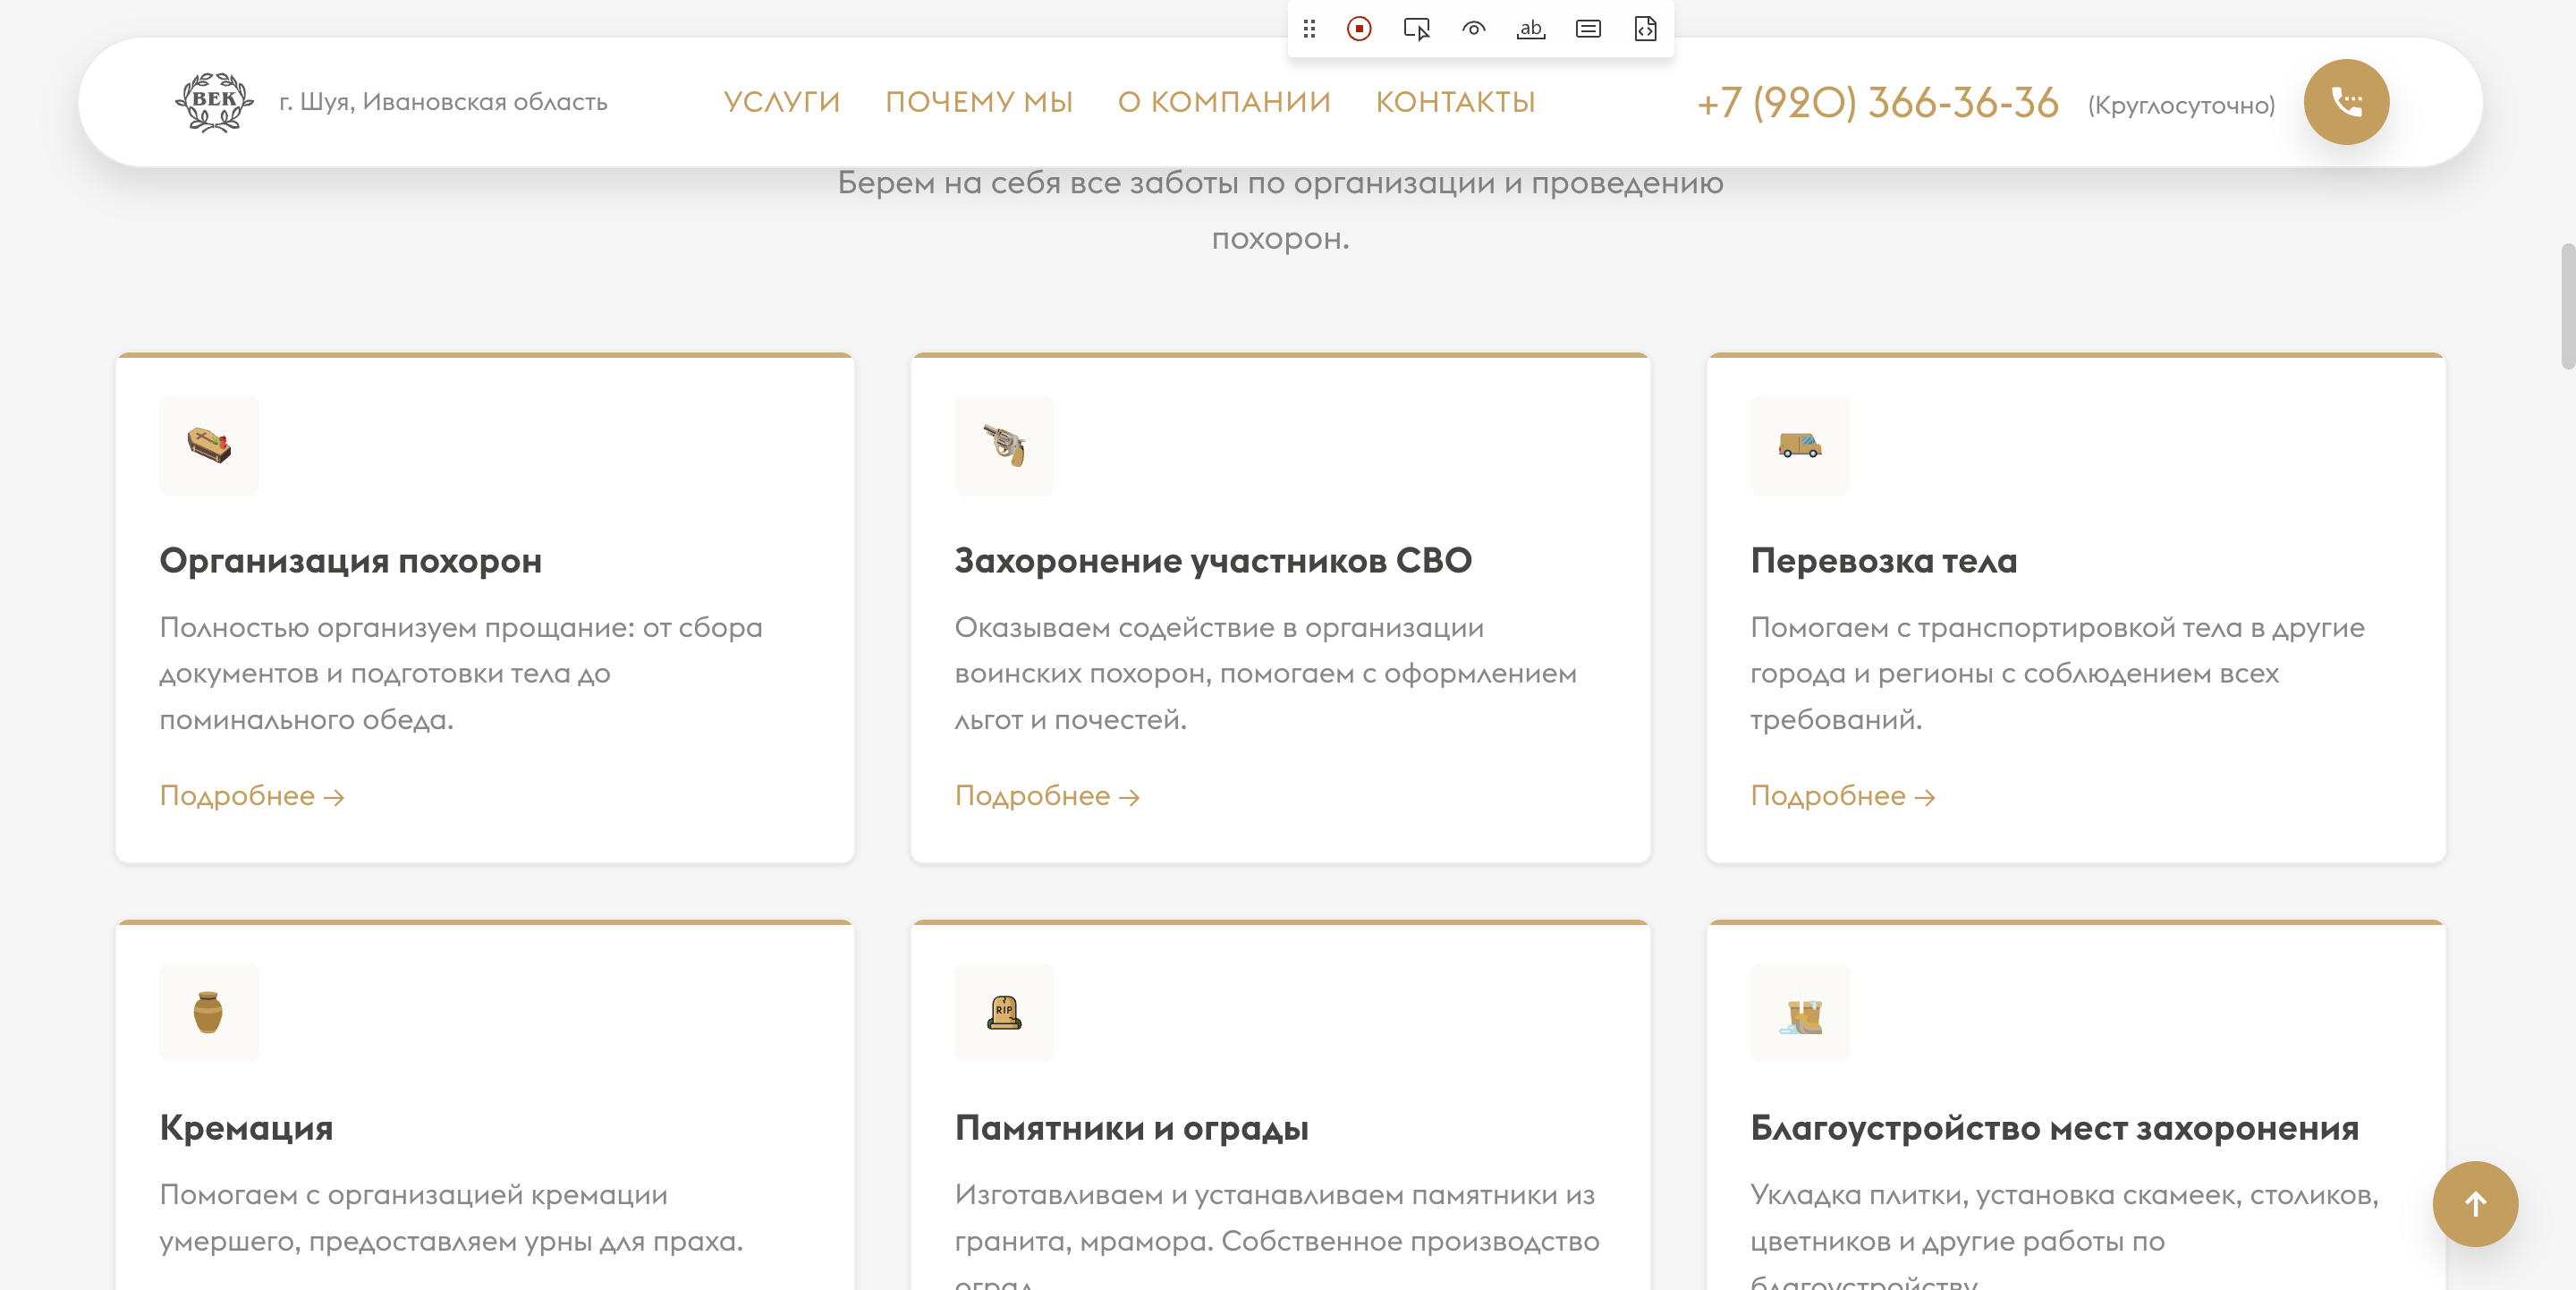 ab
ВЕК
г. Шуя, Ивановская область
УСЛУГИ
ПОЧЕМУ МЫ
О КОМПАНИИ
КОНТАКТЫ
+7 (920) 366-36-36
(Круглосуточно)
Берем на себя все заботы по организации и проведению
похорон.
Организация похорон
Полностью организуем прощание: от сбора
документов и подготовки тела до
поминального обеда.
Подробнее →
Захоронение участников СВО
Оказываем содействие в организации
воинских похорон, помогаем с оформлением
льгот и почестей.
Подробнее →
Перевозка тела
Помогаем с транспортировкой тела в другие
города и регионы с соблюдением всех
требований.
Подробнее →
Кремация
Помогаем с организацией кремации
умершего, предоставляем урны для праха.
RIP
Памятники и ограды
Изготавливаем и устанавливаем памятники из
гранита, мрамора. Собственное производство
оград.
Благоустройство мест захоронения
Укладка плитки, установка скамеек, столиков,
цветников и другие работы по
благоустройству.